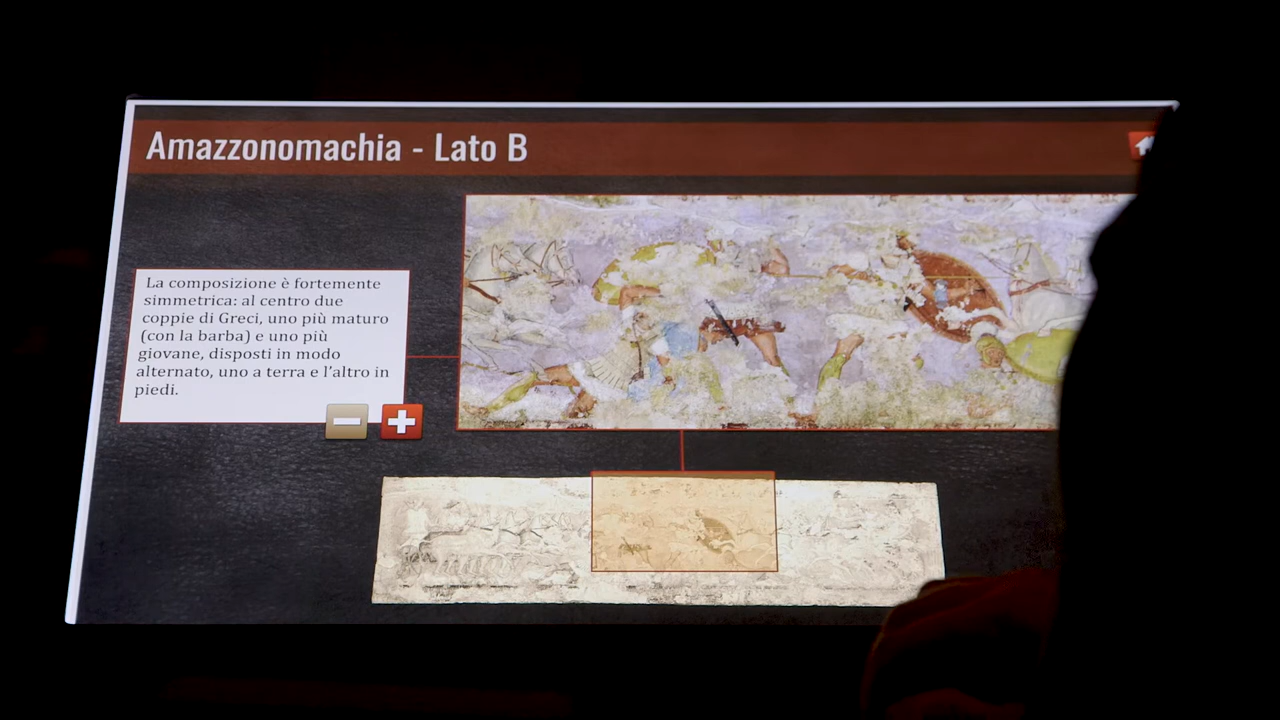 Amazzonomachia - Lato B
La composizione è fortemente
simmetrica: al centro due
coppie di Greci, uno più maturo
(con la barba) e uno più
giovane, disposti in modo
alternato, uno a terra e l'altro in
piedi.